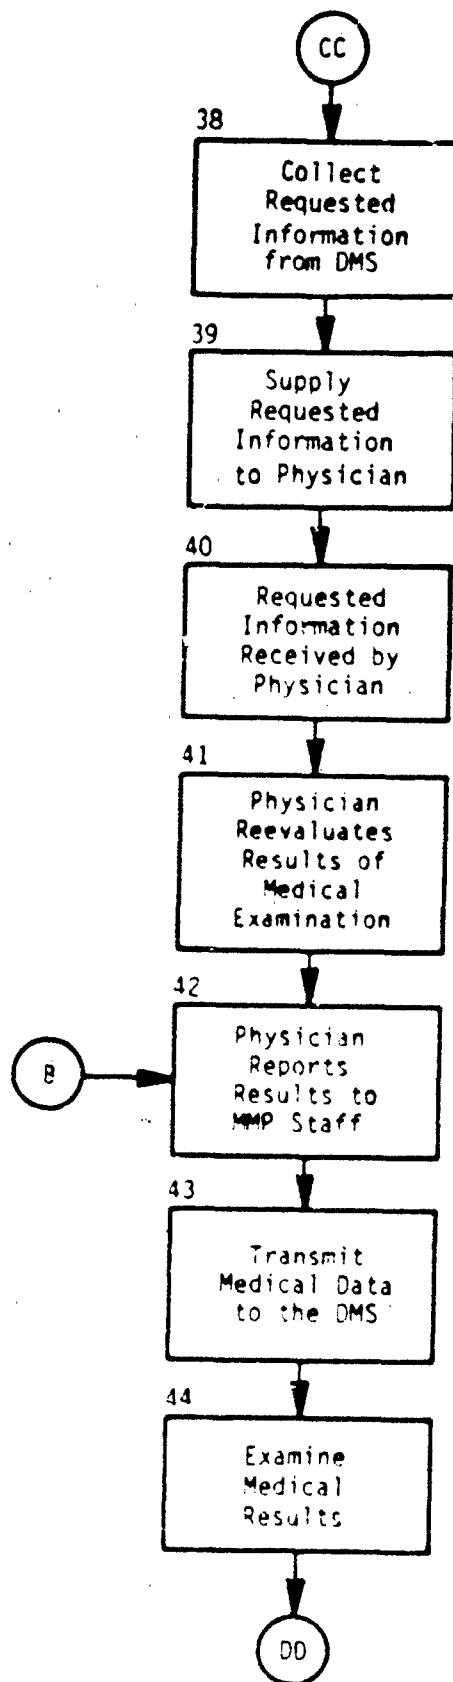 CC
38
Collect
Requested
Information
from DMS
39
Supply
Requested
Information
to Physician
40
Requested
Information
Received by
Physician
41
Physician
Reevaluates
Results of
Medical
Examination
42
Physician
Reports
Results to
MMP Staff
B
43
Transmit
Medical Data
to the DMS
44
Examine
Medical
Results
DD